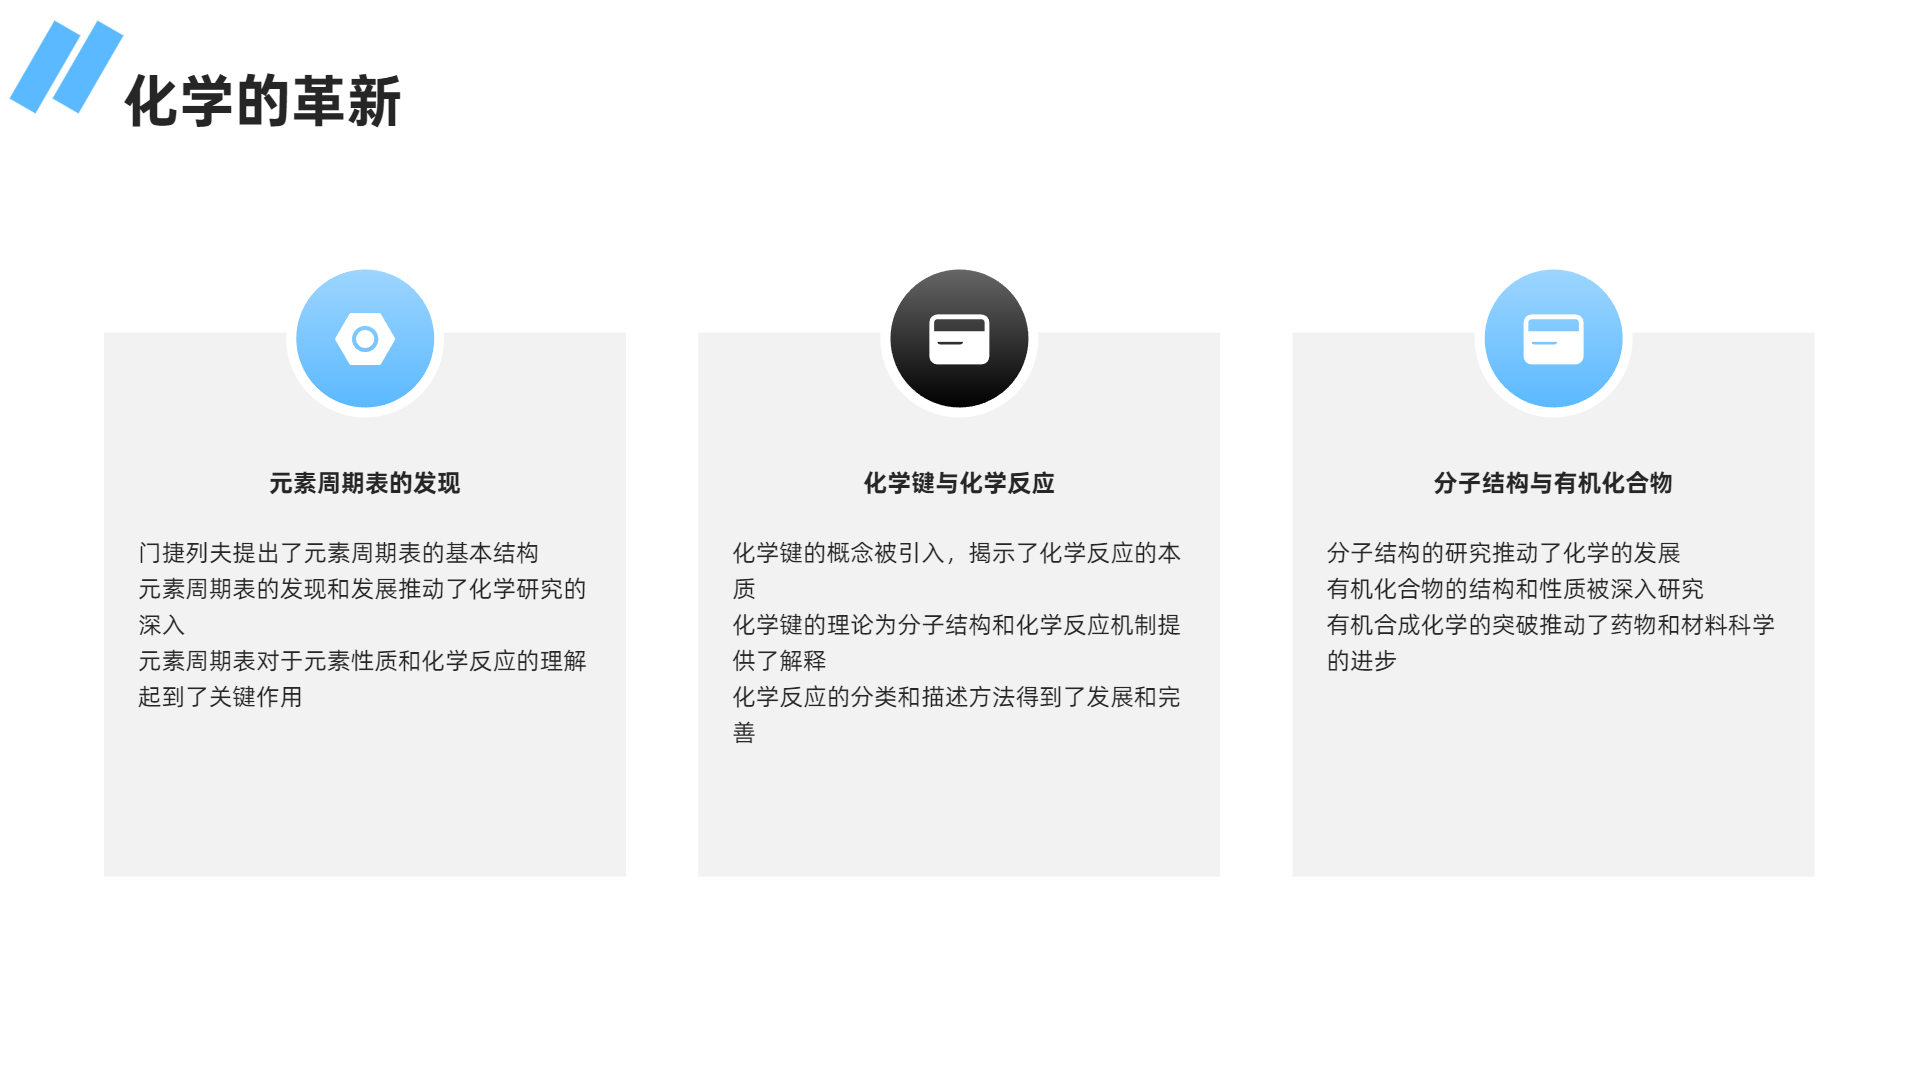 化学的革新
元素周期表的发现
门捷列夫提出了元素周期表的基本结构
元素周期表的发现和发展推动了化学研究的
深入
元素周期表对于元素性质和化学反应的理解
起到了关键作用
化学键与化学反应
化学键的概念被引入，揭示了化学反应的本
质
化学键的理论为分子结构和化学反应机制提
供了解释
化学反应的分类和描述方法得到了发展和完
善
分子结构与有机化合物
分子结构的研究推动了化学的发展
有机化合物的结构和性质被深入研究
有机合成化学的突破推动了药物和材料科学
的进步